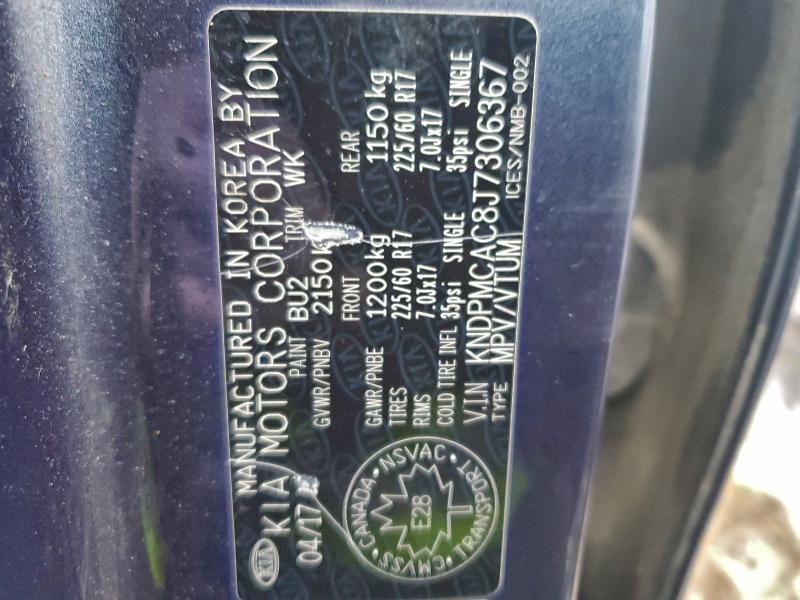 KIA
MANUFACTURED IN KOREA BY
KIA MOTORS CORPORATION
04/17
PAINT BU2 TRIM WK
GVWR/PNBV 2150k
FRONT REAR
GAWR/PNBE 1200kg 1150kg
TIRES 225/60 R17 225/60 R17
RIMS 7.0Jx17 7.0Jx17
COLD TIRE INFL 35psi SINGLE 35psi SINGLE
V.I.N KNDPMCAC8J7306367
TYPE MPV/VTUM ICES/NMB-002
CANADA • NSVAC • TRANSPORT • CMVSS •
E28